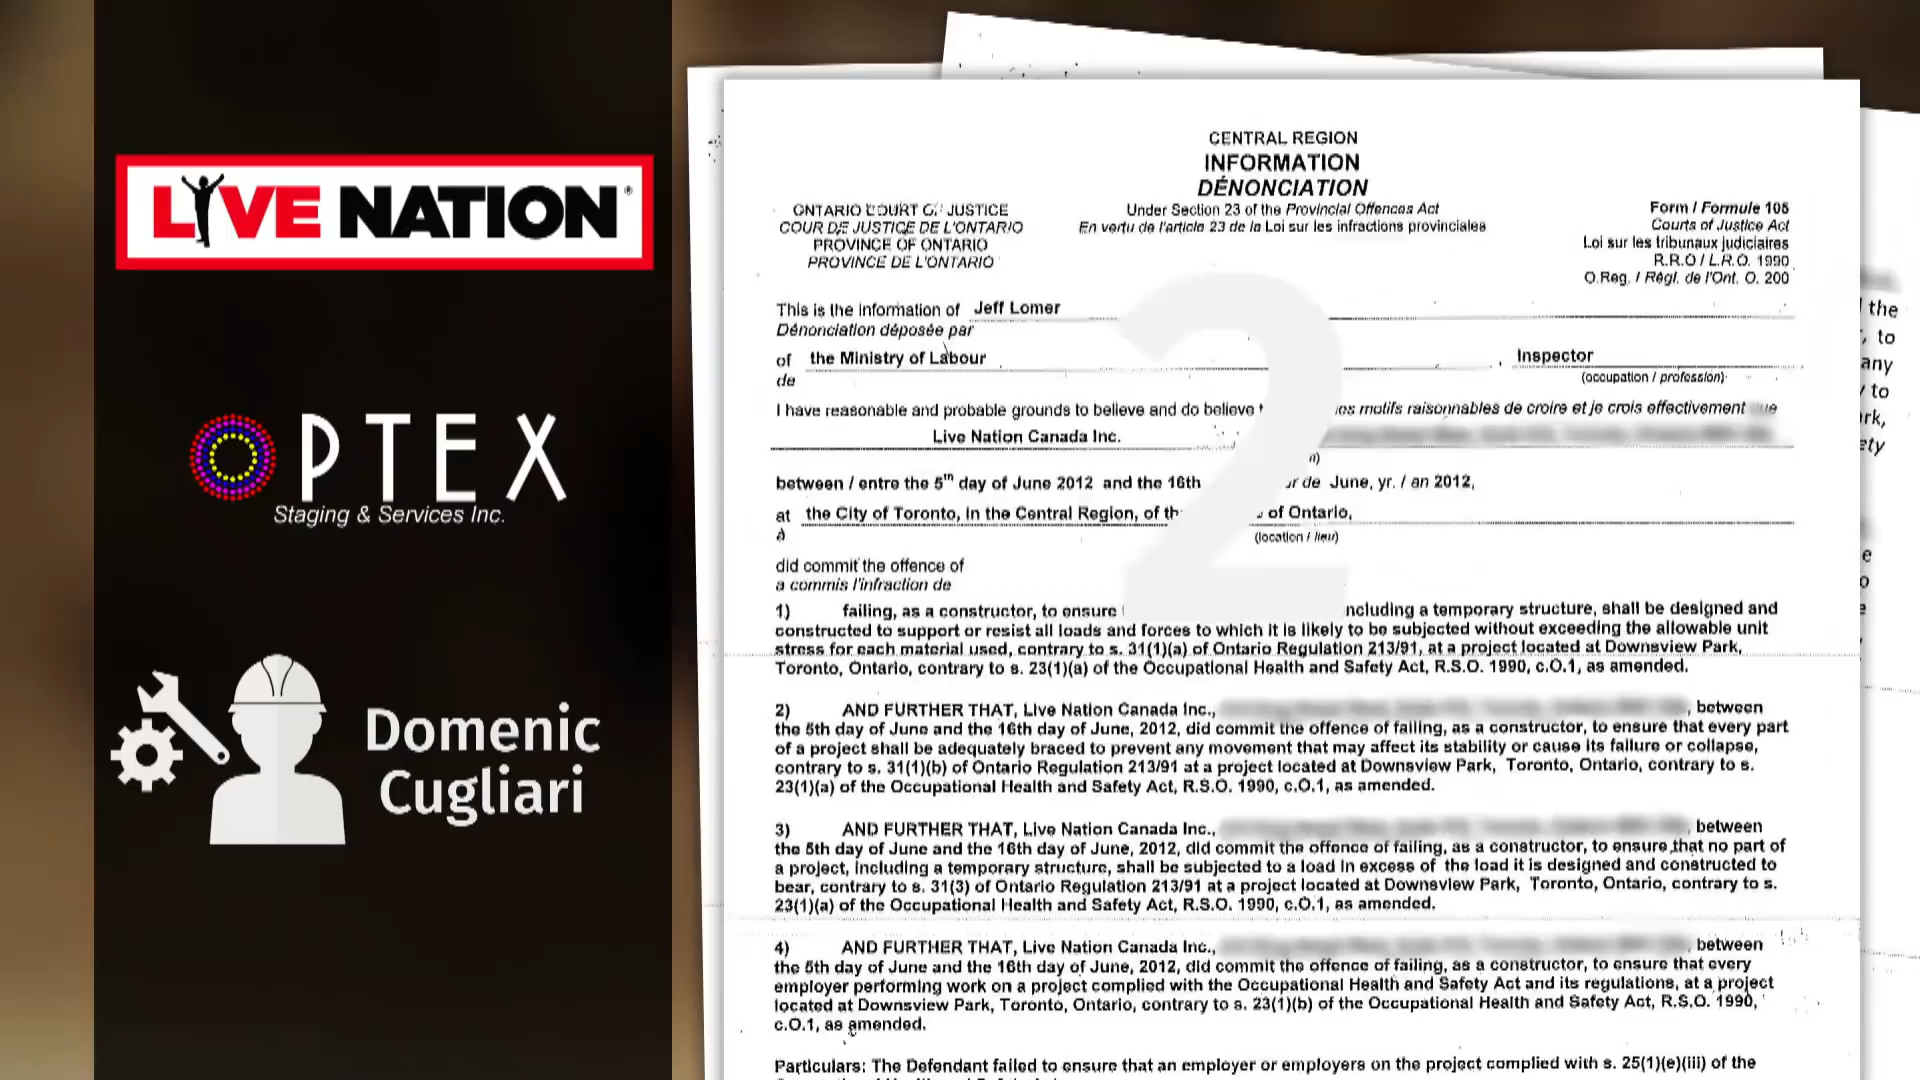 LIVE NATION®
OPTEX
Staging & Services Inc.
Domenic
Cugliari
CENTRAL REGION
INFORMATION
DÉNONCIATION
ONTARIO COURT OF JUSTICE
COUR DE JUSTICE DE L'ONTARIO
PROVINCE OF ONTARIO
PROVINCE DE L'ONTARIO
Under Section 23 of the Provincial Offences Act
En vertu de l'article 23 de la Loi sur les infractions provinciales
Form / Formule 105
Courts of Justice Act
Loi sur les tribunaux judiciaires
R.R.O / L.R.O. 1990
O.Reg. / Règl. de l'Ont. O. 200
2
This is the information of Jeff Lomer
Dénonciation déposée par
of the Ministry of Labour , Inspector
de (occupation / profession)
I have reasonable and probable grounds to believe and do believe motifs raisonnables de croire et je crois effectivement que
Live Nation Canada Inc.
between / entre the 5th day of June 2012 and the 16th de June, yr. / an 2012,
at the City of Toronto, in the Central Region, of of Ontario,
à (location / lieu)
did commit the offence of
a commis l'infraction de
1) failing, as a constructor, to ensure including a temporary structure, shall be designed and
constructed to support or resist all loads and forces to which it is likely to be subjected without exceeding the allowable unit
stress for each material used, contrary to s. 31(1)(a) of Ontario Regulation 213/91, at a project located at Downsview Park,
Toronto, Ontario, contrary to s. 23(1)(a) of the Occupational Health and Safety Act, R.S.O. 1990, c.O.1, as amended.
2) AND FURTHER THAT, Live Nation Canada Inc., , between
the 5th day of June and the 16th day of June, 2012, did commit the offence of failing, as a constructor, to ensure that every part
of a project shall be adequately braced to prevent any movement that may affect its stability or cause its failure or collapse,
contrary to s. 31(1)(b) of Ontario Regulation 213/91 at a project located at Downsview Park, Toronto, Ontario, contrary to s.
23(1)(a) of the Occupational Health and Safety Act, R.S.O. 1990, c.O.1, as amended.
3) AND FURTHER THAT, Live Nation Canada Inc., , between
the 5th day of June and the 16th day of June, 2012, did commit the offence of failing, as a constructor, to ensure that no part of
a project, including a temporary structure, shall be subjected to a load in excess of the load it is designed and constructed to
bear, contrary to s. 31(3) of Ontario Regulation 213/91 at a project located at Downsview Park, Toronto, Ontario, contrary to s.
23(1)(a) of the Occupational Health and Safety Act, R.S.O. 1990, c.O.1, as amended.
4) AND FURTHER THAT, Live Nation Canada Inc., , between
the 5th day of June and the 16th day of June, 2012, did commit the offence of failing, as a constructor, to ensure that every
employer performing work on a project complied with the Occupational Health and Safety Act and its regulations, at a project
located at Downsview Park, Toronto, Ontario, contrary to s. 23(1)(b) of the Occupational Health and Safety Act, R.S.O. 1990,
c.O.1, as amended.
Particulars: The Defendant failed to ensure that an employer or employers on the project complied with s. 25(1)(e)(iii) of the
the
to
any
to